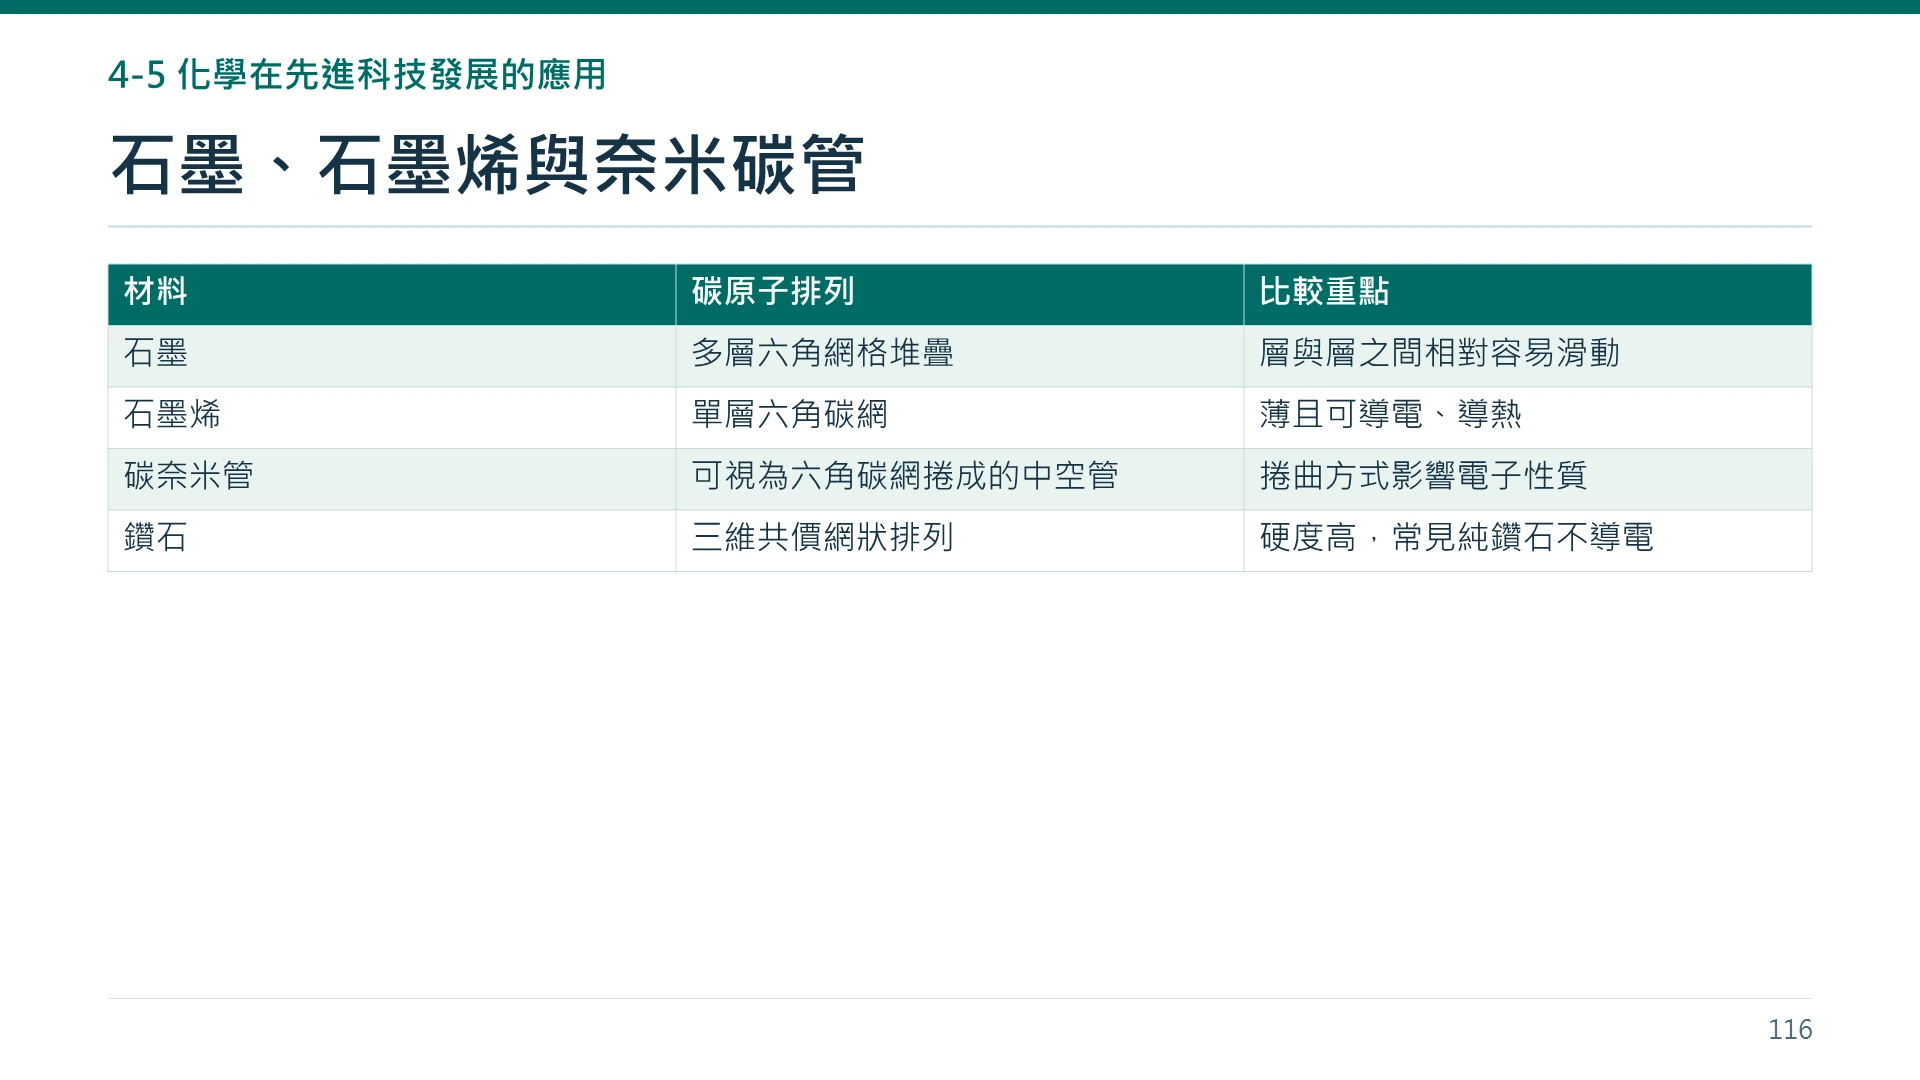 4-5 化學在先進科技發展的應用
石墨、石墨烯與奈米碳管
材料 碳原子排列 比較重點
石墨 多層六角網格堆疊 層與層之間相對容易滑動
石墨烯 單層六角碳網 薄且可導電、導熱
碳奈米管 可視為六角碳網捲成的中空管 捲曲方式影響電子性質
鑽石 三維共價網狀排列 硬度高，常見純鑽石不導電
116